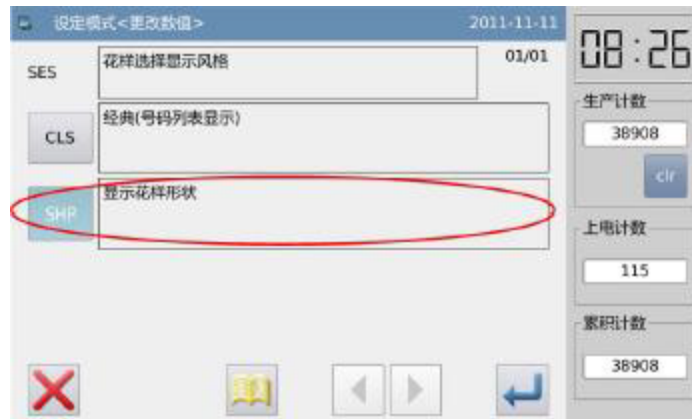 设定模式<更改数值>
2011-11-11
08:26
SES
花样选择显示风格
01/01
CLS
经典(号码列表显示)
SHP
显示花样形状
生产计数
38908
clr
上电计数
115
累积计数
38908